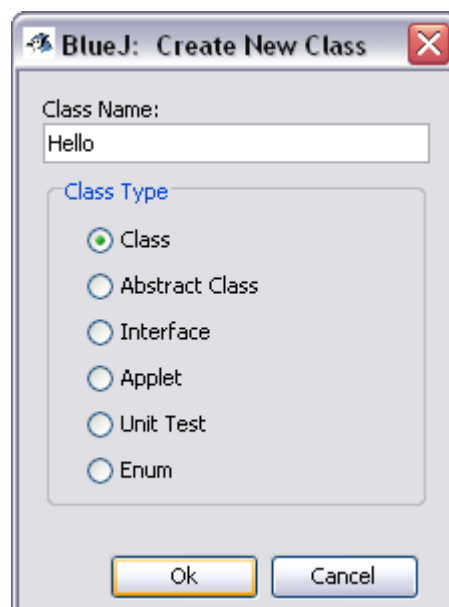 BlueJ: Create New Class
Class Name:
Hello
Class Type
Class
Abstract Class
Interface
Applet
Unit Test
Enum
Ok Cancel